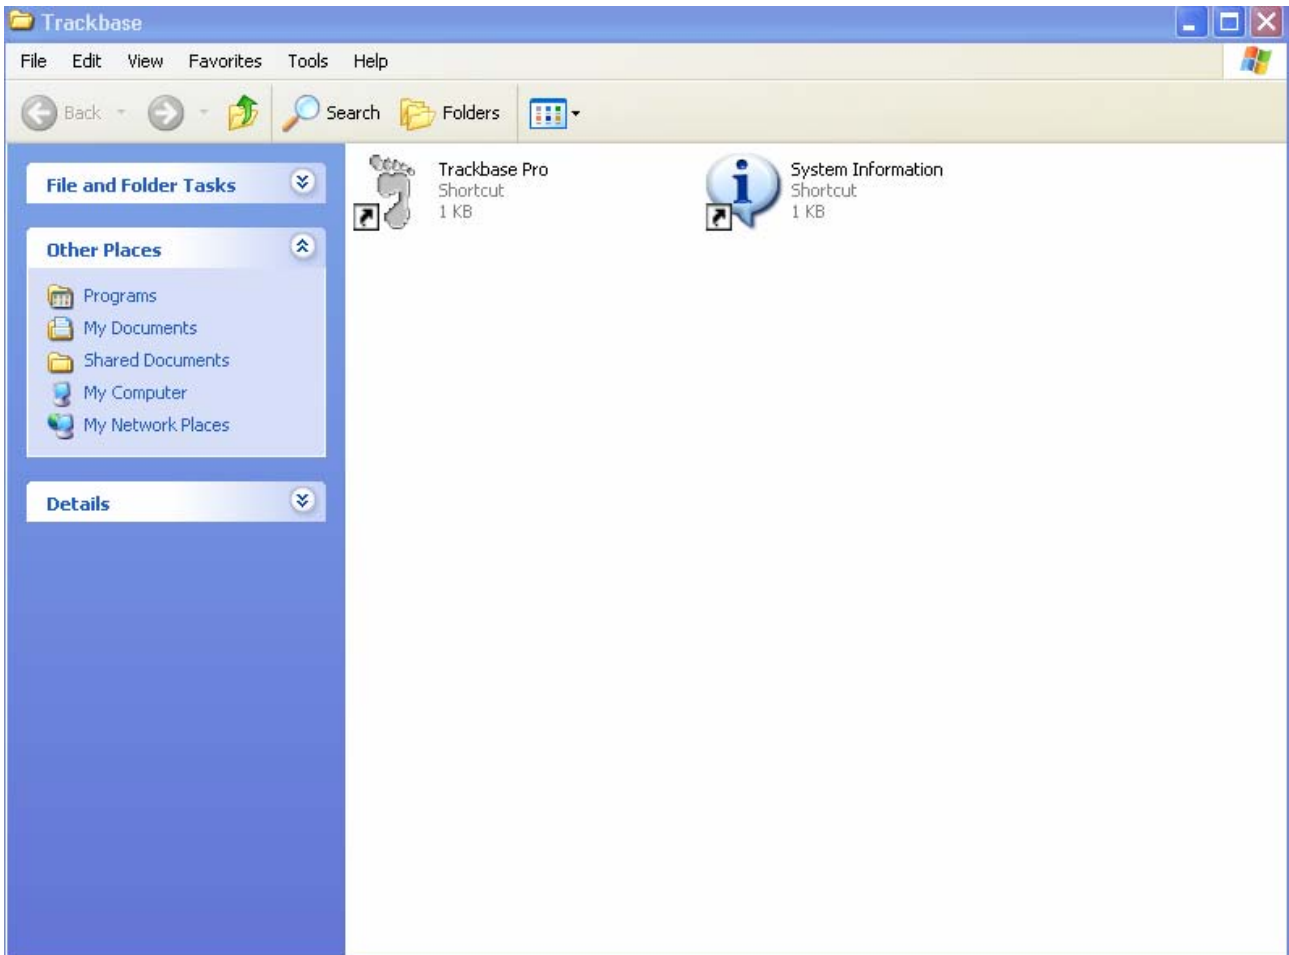 Trackbase
File Edit View Favorites Tools Help
Back Search Folders
File and Folder Tasks
Other Places
Programs
My Documents
Shared Documents
My Computer
My Network Places
Details
Trackbase Pro
Shortcut
1 KB
System Information
Shortcut
1 KB